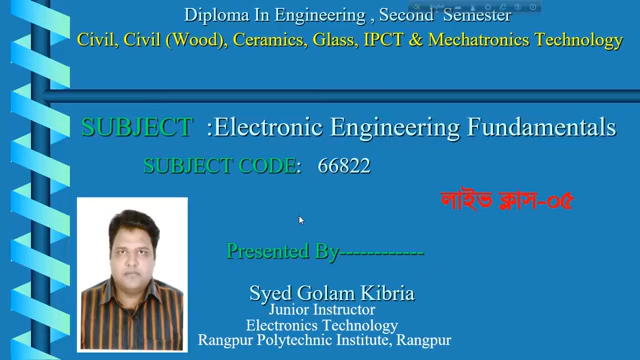 Diploma In Engineering , Second Semester
Civil, Civil (Wood), Ceramics, Glass, IPCT & Mechatronics Technology
SUBJECT :Electronic Engineering Fundamentals
SUBJECT CODE: 66822
লাইভ ক্লাস-০৫
Presented By------------
Syed Golam Kibria
Junior Instructor
Electronics Technology
Rangpur Polytechnic Institute, Rangpur